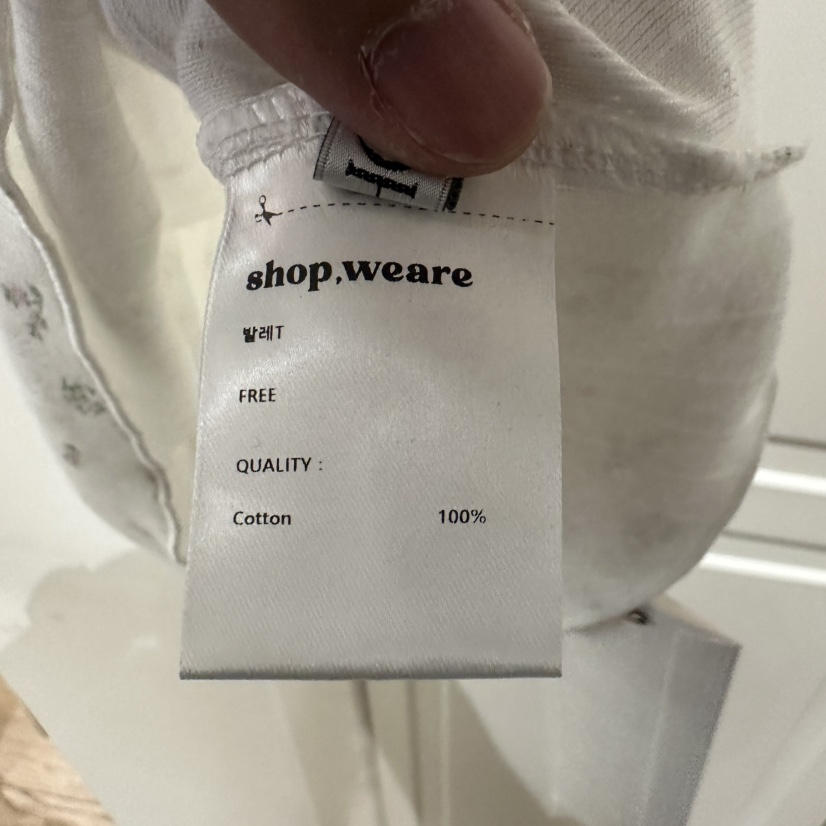 shop,weare
발레T
FREE
QUALITY :
Cotton 100%